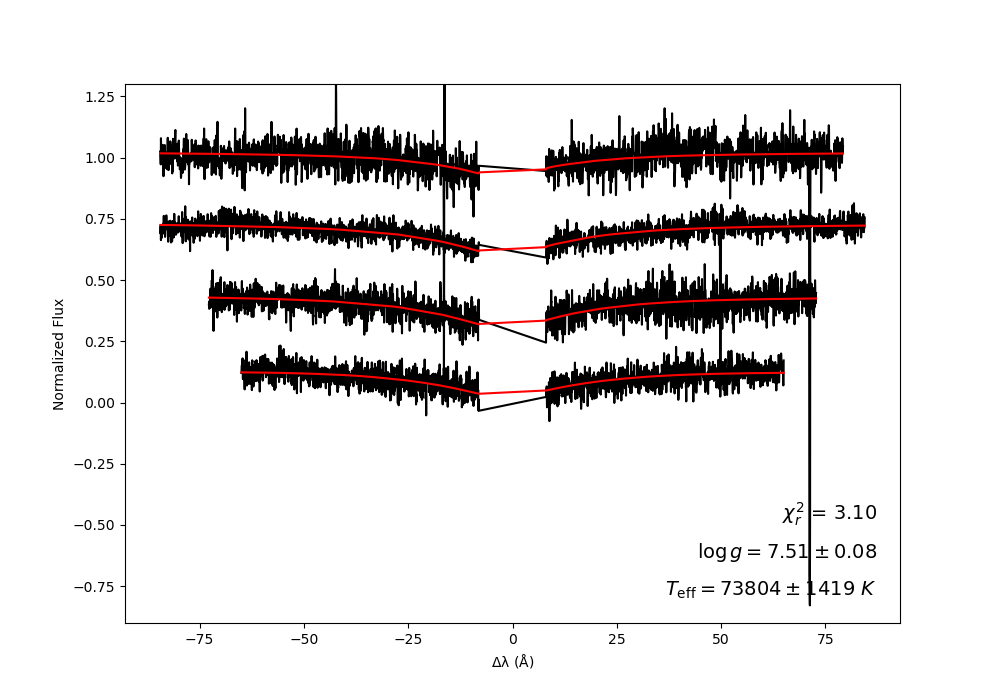 1.25
1.00
0.75
0.50
0.25
0.00
−0.25
−0.50
−0.75
Normalized Flux
χ²ᵣ = 3.10
log g = 7.51 ± 0.08
T_eff = 73804 ± 1419 K
−75 −50 −25 0 25 50 75
Δλ (Å)